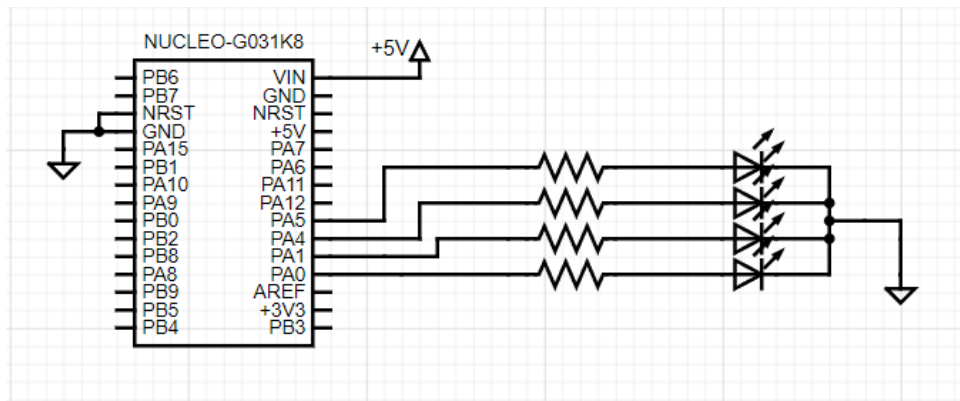 NUCLEO-G031K8
+5V
PB6 VIN
PB7 GND
NRST NRST
GND +5V
PA15 PA7
PB1 PA6
PA10 PA11
PA9 PA12
PB0 PA5
PB2 PA4
PB8 PA1
PA8 PA0
PB9 AREF
PB5 +3V3
PB4 PB3